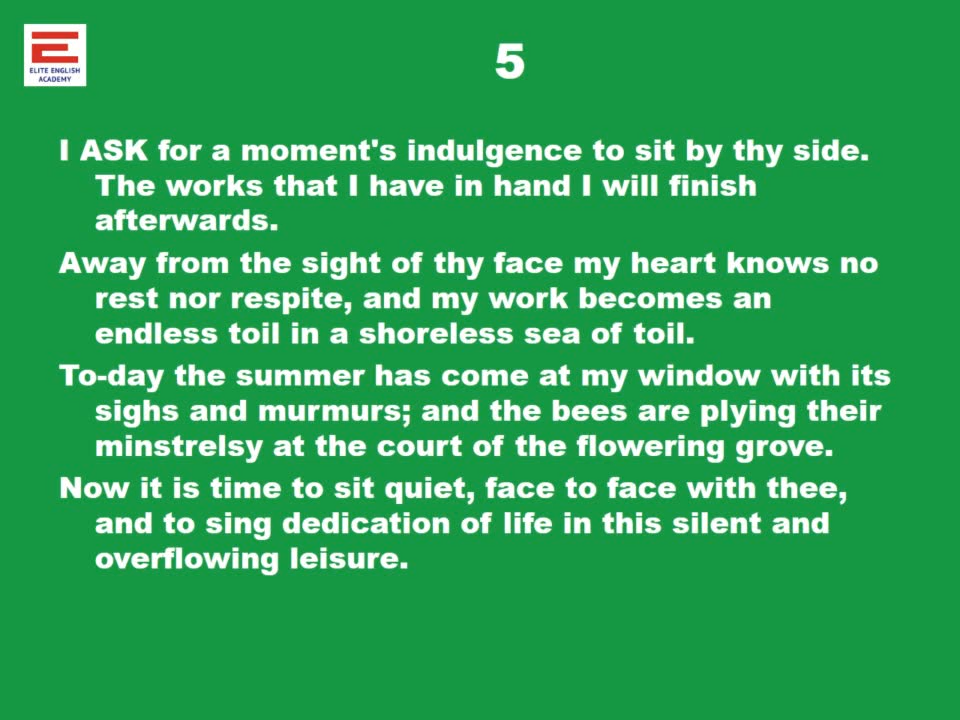 ELITE ENGLISH
ACADEMY
5
I ASK for a moment's indulgence to sit by thy side.
The works that I have in hand I will finish
afterwards.
Away from the sight of thy face my heart knows no
rest nor respite, and my work becomes an
endless toil in a shoreless sea of toil.
To-day the summer has come at my window with its
sighs and murmurs; and the bees are plying their
minstrelsy at the court of the flowering grove.
Now it is time to sit quiet, face to face with thee,
and to sing dedication of life in this silent and
overflowing leisure.